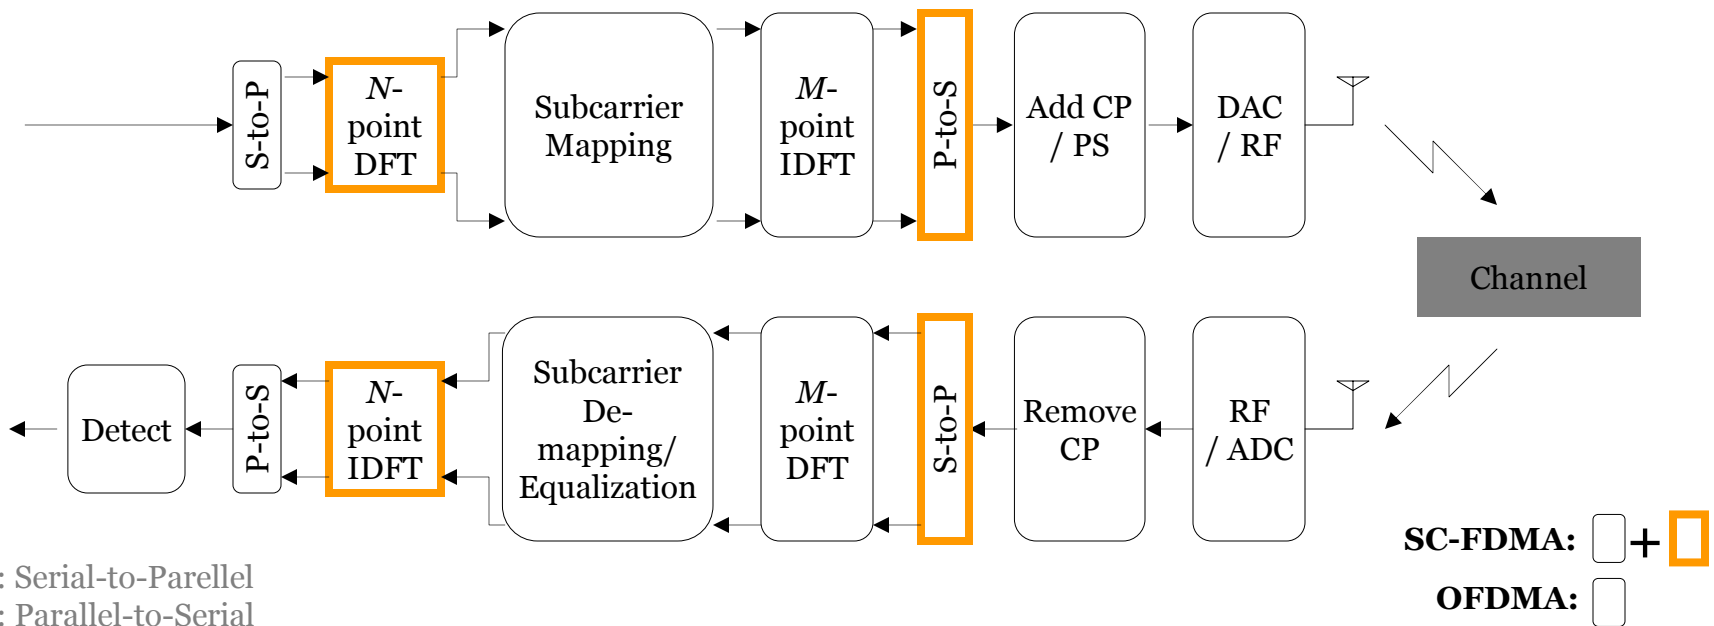 S-to-P
N-
point
DFT
Subcarrier
Mapping
M-
point
IDFT
P-to-S
Add CP
/ PS
DAC
/ RF
Channel
Detect
P-to-S
N-
point
IDFT
Subcarrier
De-
mapping/
Equalization
M-
point
DFT
S-to-P
Remove
CP
RF
/ ADC
SC-FDMA: +
OFDMA:
: Serial-to-Parellel
: Parallel-to-Serial